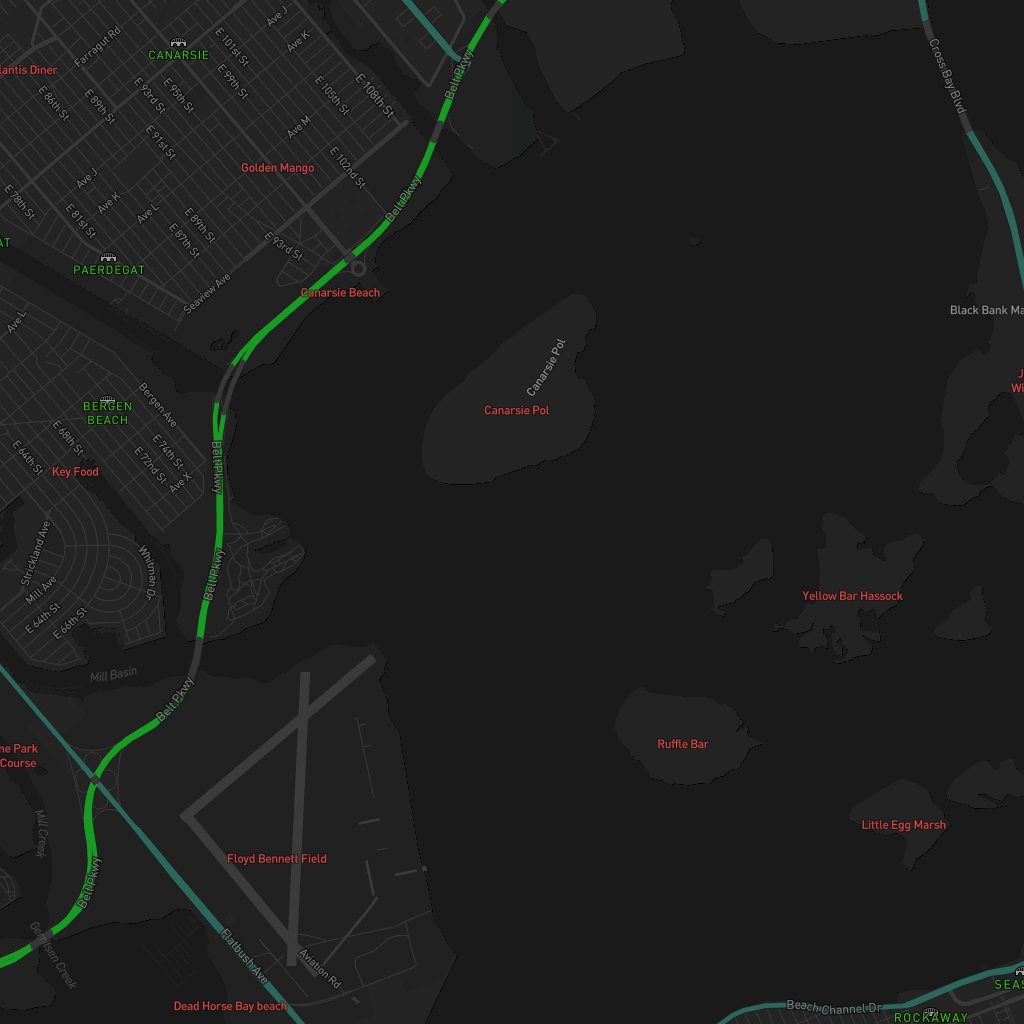 Ave J
E 101st St
Farragut Rd
Ave K
CANARSIE
Cross Bay Blvd
lantis Diner
Belt Pkwy
E 99th St
E 95th St
E 93rd St
E 105th St
E 108th St
E 86th St
E 89th St
Ave M
E 91st St
Golden Mango
E 102nd St
Ave J
Ave K
E 78th St
Belt Pkwy
Ave L
E 81st St
E 89th St
E 87th St
AT
E 93rd St
PAERDEGAT
Seaview Ave
Canarsie Beach
Black Bank Ma
Ave L
Canarsie Pol
J
Wi
Bergen Ave
BERGEN
BEACH
Canarsie Pol
E 68th St
E 64th St
E 74th St
E 72nd St
Belt Pkwy
Key Food
Ave X
Strickland Ave
Whitman Dr
Belt Pkwy
Mill Ave
Yellow Bar Hassock
E 64th St
E 66th St
Mill Basin
Belt Pkwy
ne Park
Course
Ruffle Bar
Mill Creek
Little Egg Marsh
Floyd Bennett Field
Belt Pkwy
Gerritsen Creek
Flatbush Ave
Aviation Rd
SEAS
Dead Horse Bay beach
Beach Channel Dr
ROCKAWAY